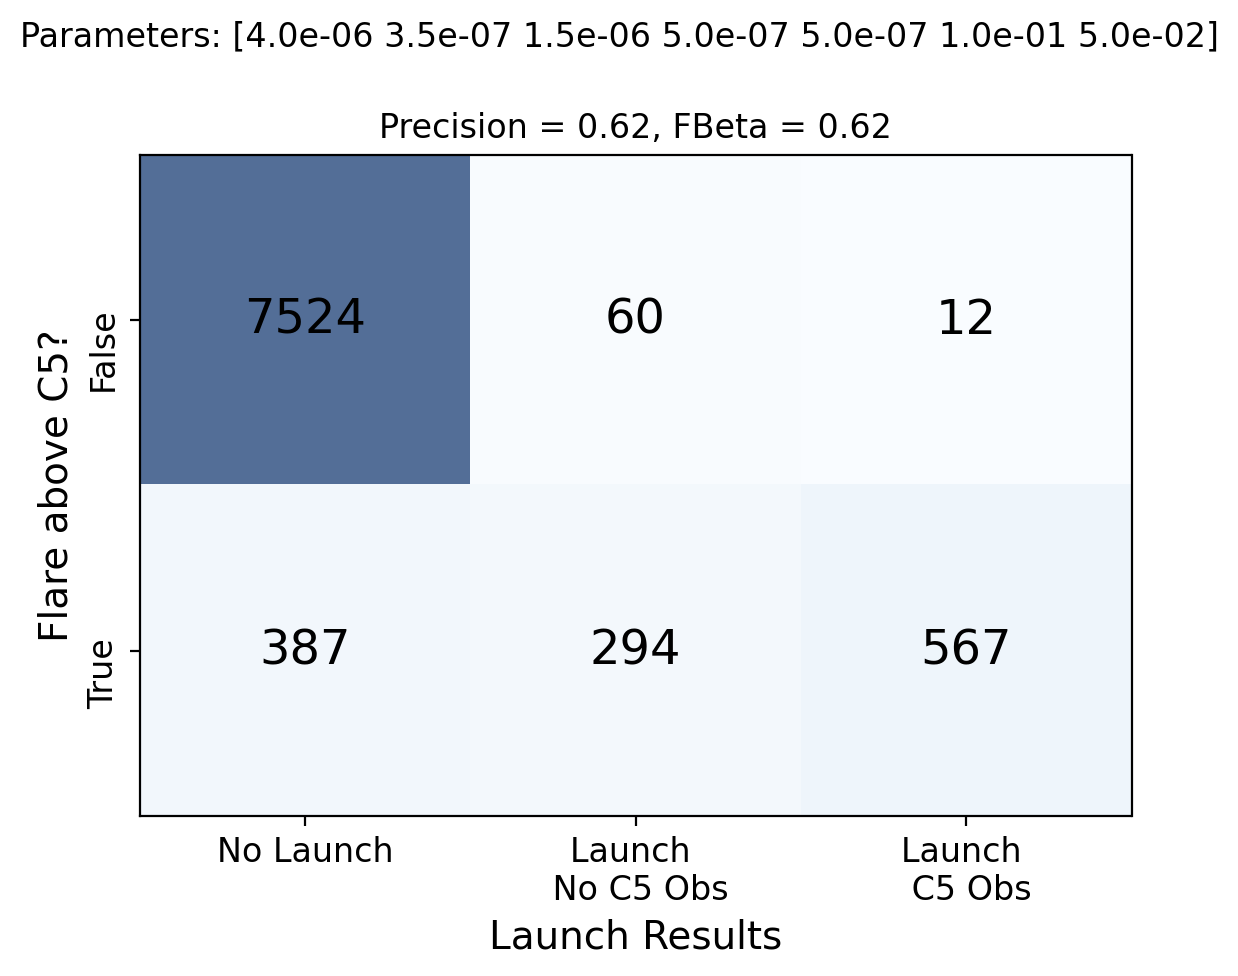 Parameters: [4.0e-06 3.5e-07 1.5e-06 5.0e-07 5.0e-07 1.0e-01 5.0e-02]
Precision = 0.62, FBeta = 0.62
Flare above C5?
False
7524 60 12
True
387 294 567
No Launch Launch Launch
No C5 Obs C5 Obs
Launch Results